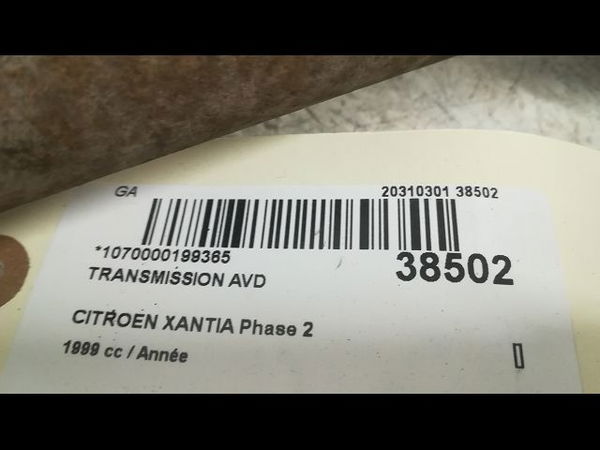 GA 20310301 38502
*1070000199365 38502
TRANSMISSION AVD
CITROEN XANTIA Phase 2
1999 cc / Année